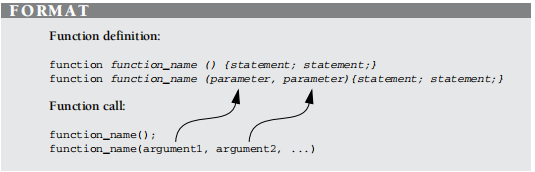 FORMAT
Function definition:
function function_name () {statement; statement;}
function function_name (parameter, parameter){statement; statement;}
Function call:
function_name();
function_name(argument1, argument2, ...)